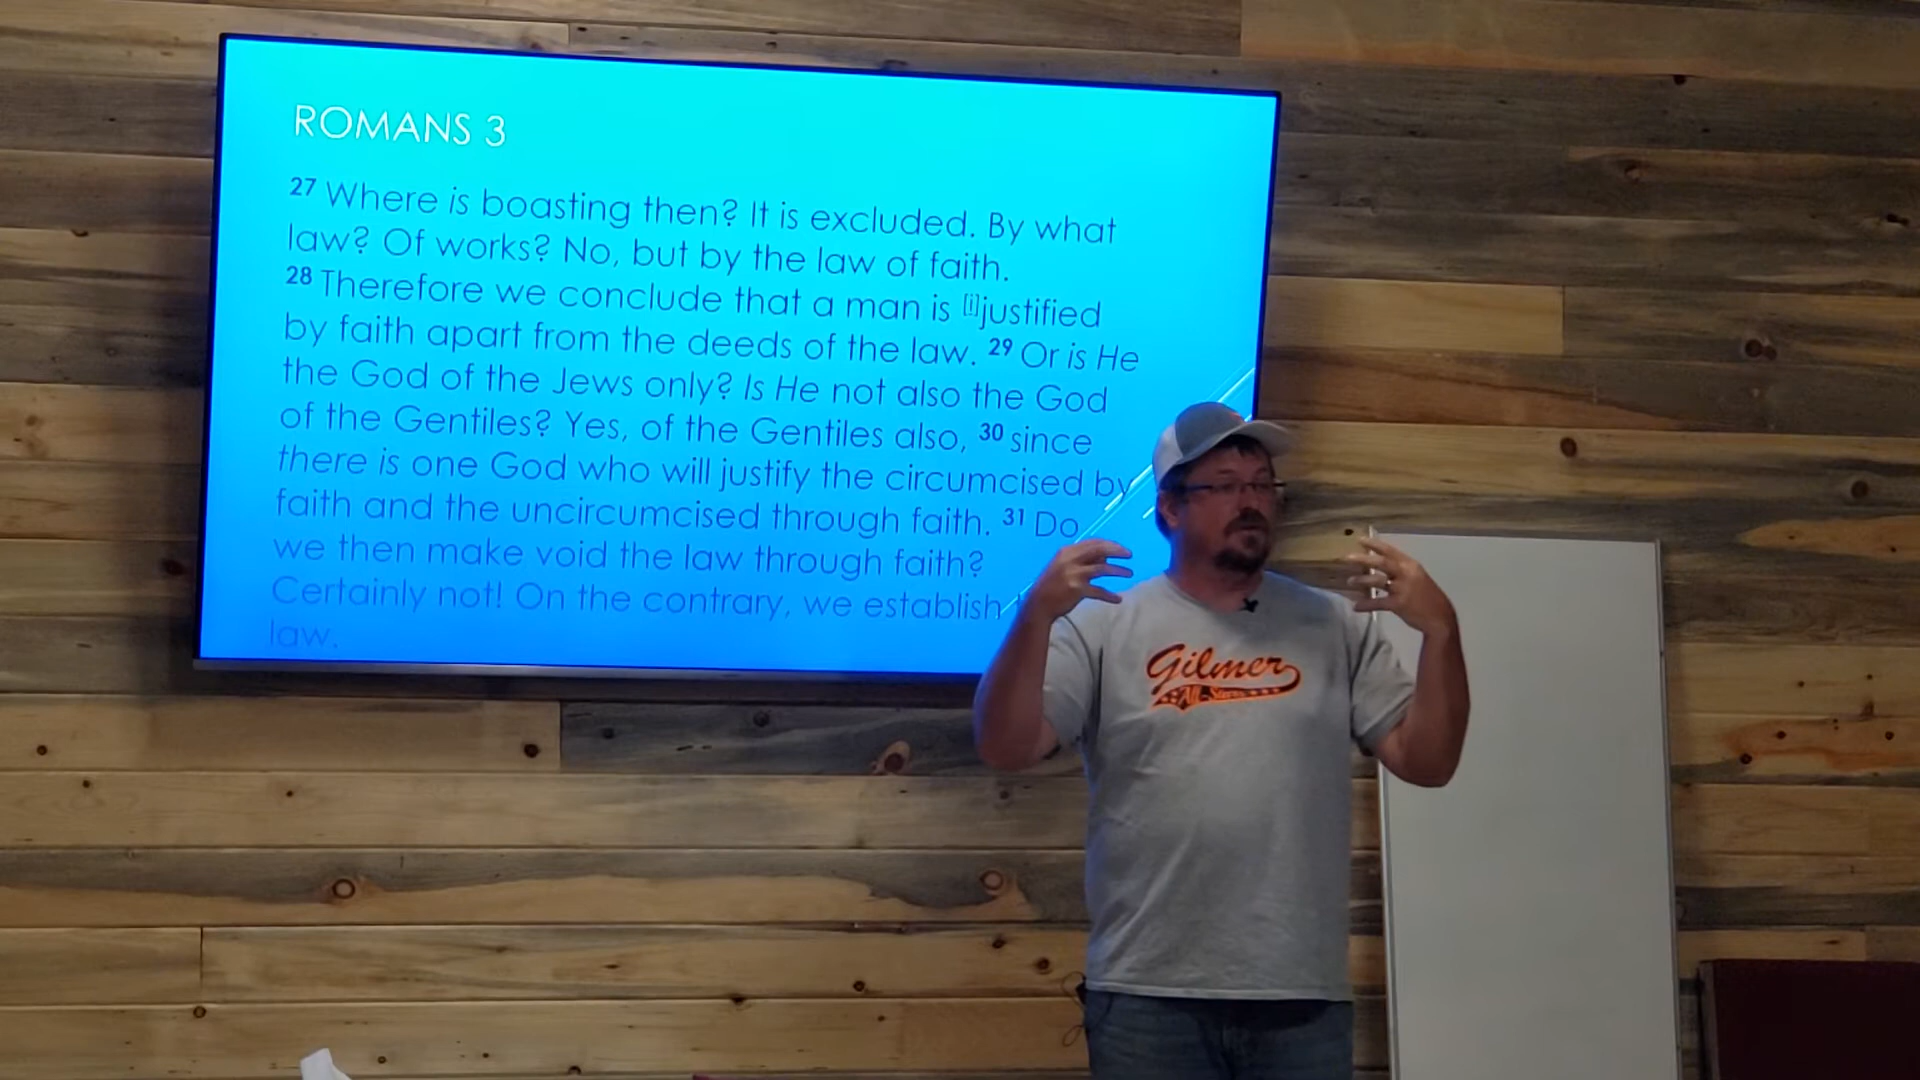 ROMANS 3
27 Where is boasting then? It is excluded. By what
law? Of works? No, but by the law of faith.
28 Therefore we conclude that a man is [i]justified
by faith apart from the deeds of the law. 29 Or is He
the God of the Jews only? Is He not also the God
of the Gentiles? Yes, of the Gentiles also, 30 since
there is one God who will justify the circumcised by
faith and the uncircumcised through faith. 31 Do
we then make void the law through faith?
Certainly not! On the contrary, we establish
law.
Gilmer
All-Stars